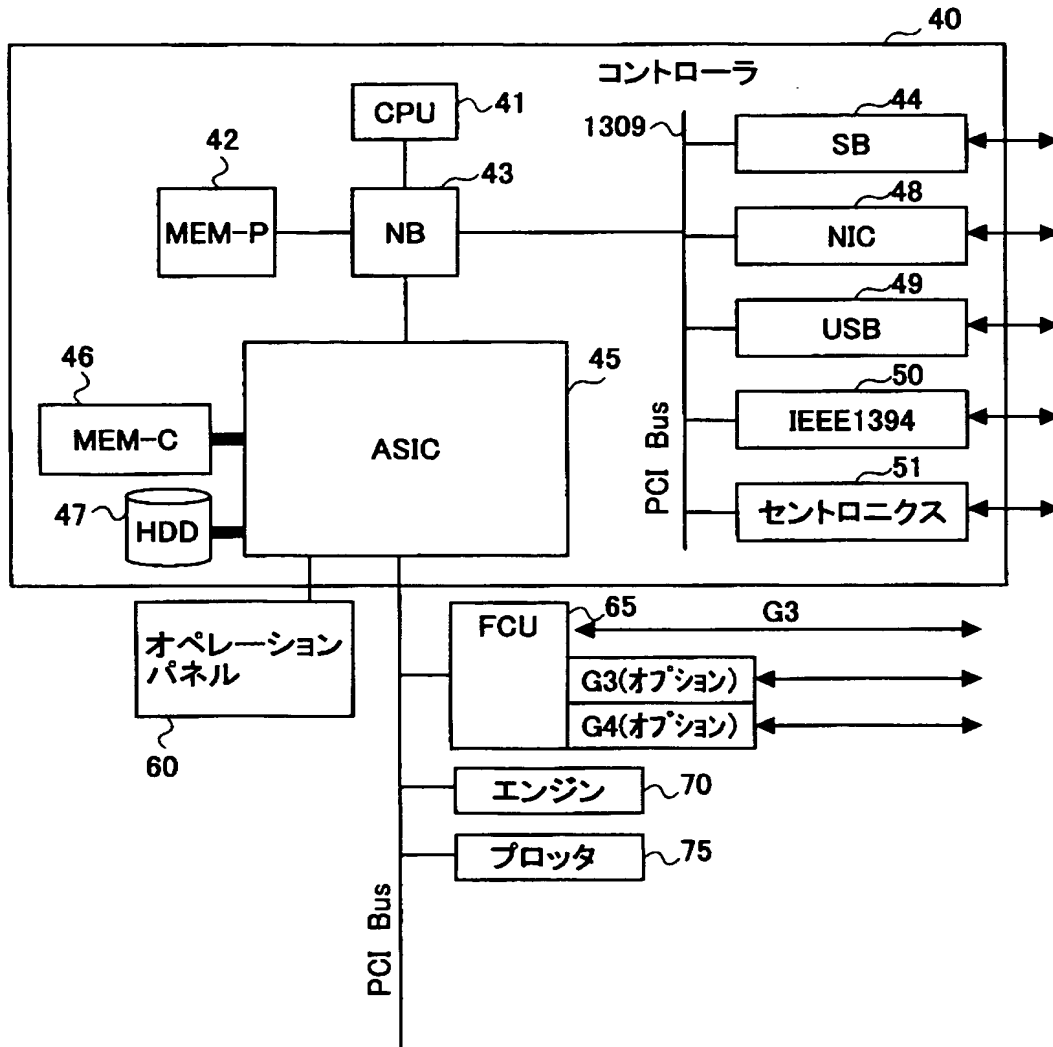 40
コントローラ
CPU
41
1309
44
SB
42
43
MEM-P
NB
48
NIC
49
USB
46
45
50
MEM-C
ASIC
IEEE1394
PCI Bus
51
47
HDD
セントロニクス
オペレーション
パネル
60
FCU
65
G3
G3(オプション)
G4(オプション)
エンジン
70
プロッタ
75
PCI Bus